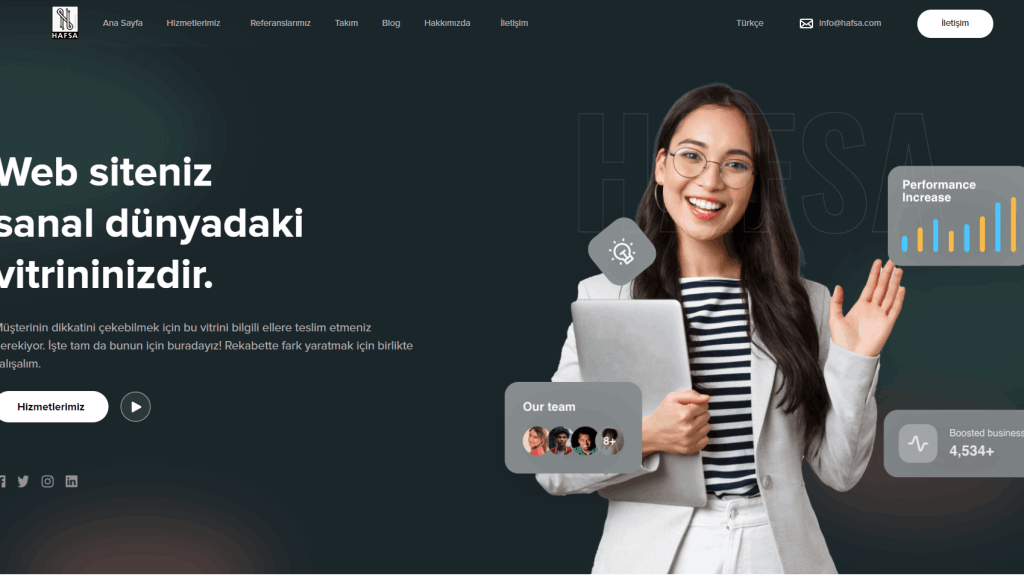 HAFSA
Ana Sayfa
Hizmetlerimiz
Referanslarımız
Takım
Blog
Hakkımızda
İletişim
Türkçe
info@hafsa.com
İletişim
HAFSA
Web siteniz
sanal dünyadaki
vitrininizdir.
Müşterinin dikkatini çekebilmek için bu vitrini bilgili ellere teslim etmeniz
gerekiyor. İşte tam da bunun için buradayız! Rekabette fark yaratmak için birlikte
çalışalım.
Hizmetlerimiz
Performance
Increase
Our team
8+
Boosted business
4,534+